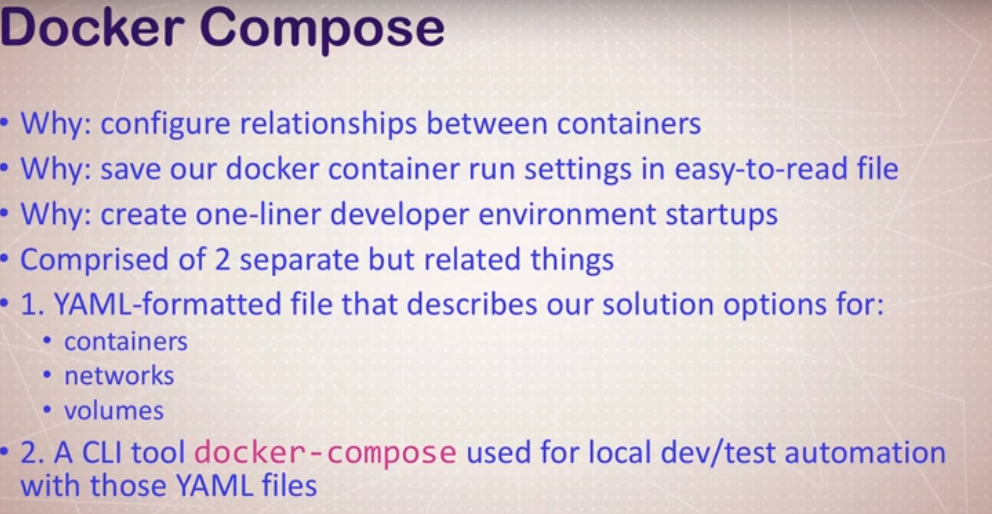 Docker Compose
• Why: configure relationships between containers
• Why: save our docker container run settings in easy-to-read file
• Why: create one-liner developer environment startups
• Comprised of 2 separate but related things
• 1. YAML-formatted file that describes our solution options for:
• containers
• networks
• volumes
• 2. A CLI tool docker-compose used for local dev/test automation
with those YAML files